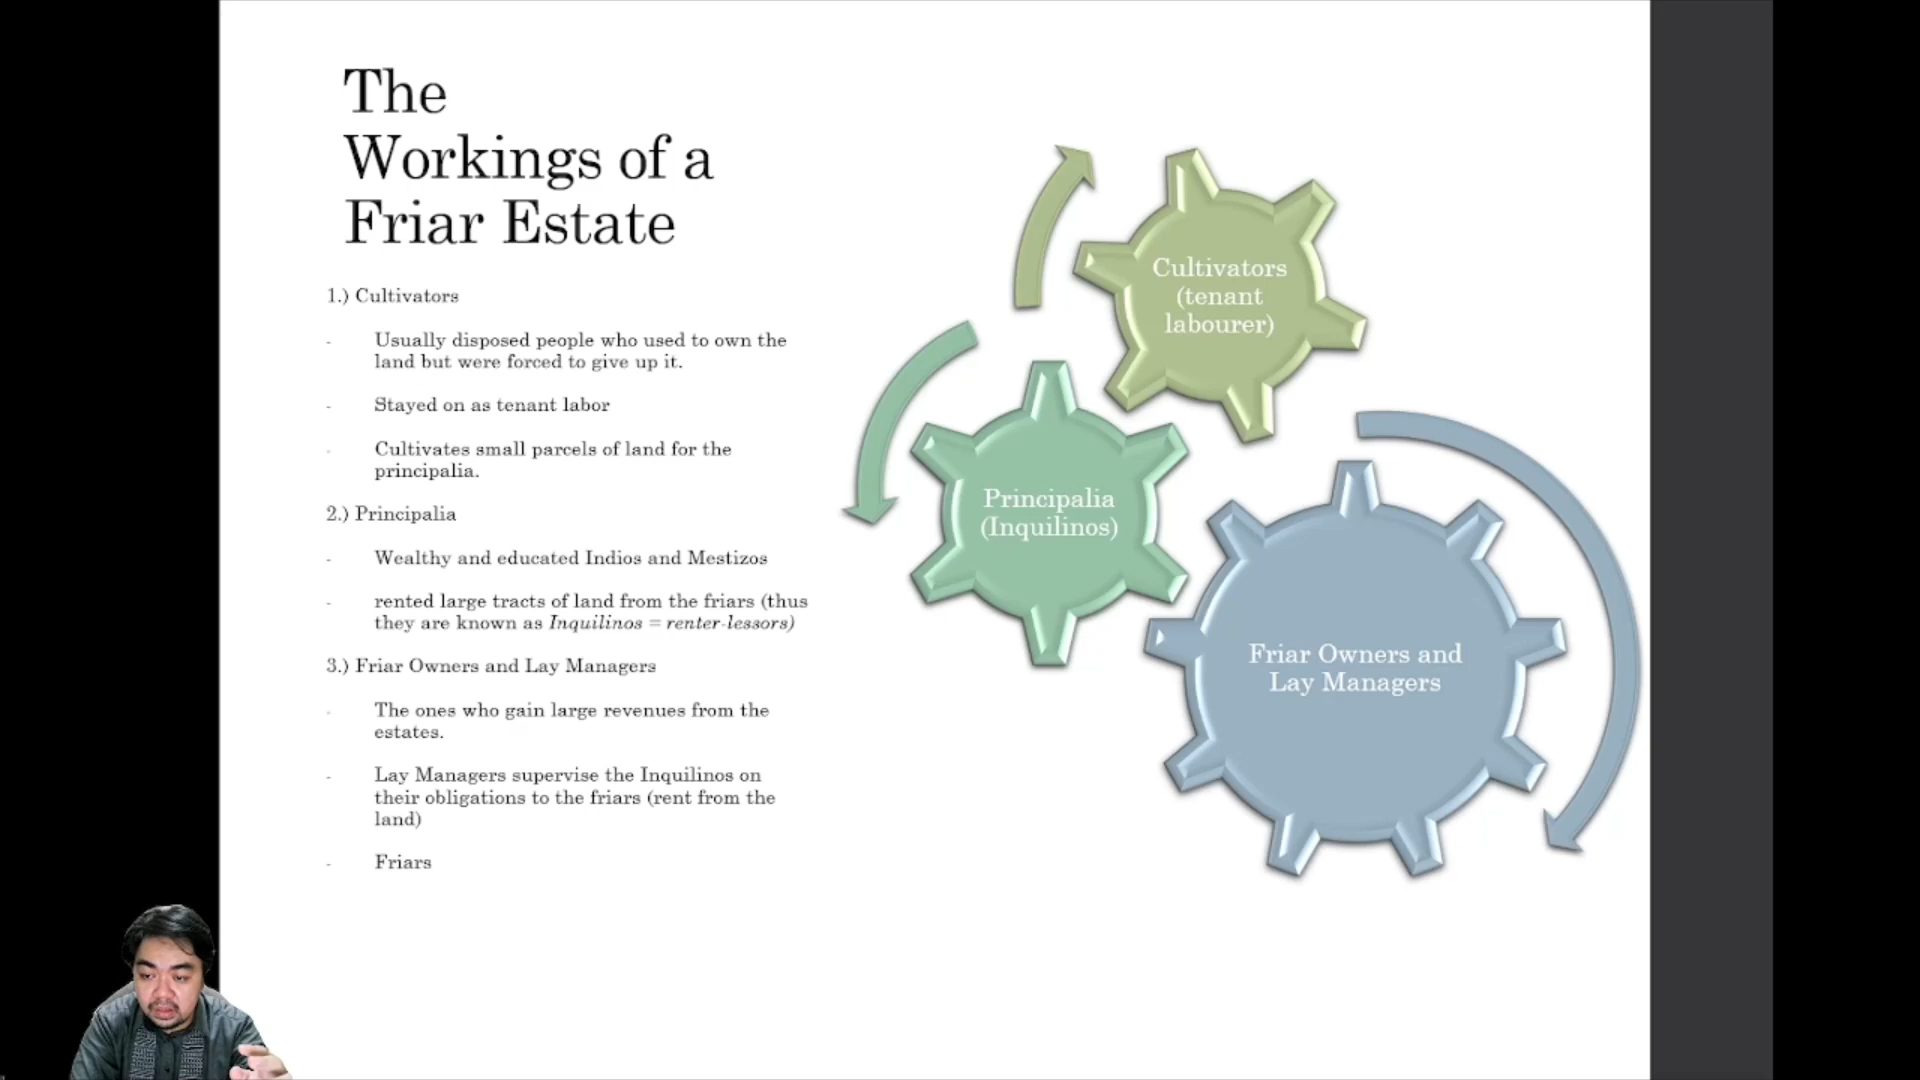 The
Workings of a
Friar Estate
1.) Cultivators
- Usually disposed people who used to own the
land but were forced to give up it.
- Stayed on as tenant labor
- Cultivates small parcels of land for the
principalia.
2.) Principalia
- Wealthy and educated Indios and Mestizos
- rented large tracts of land from the friars (thus
they are known as Inquilinos = renter-lessors)
3.) Friar Owners and Lay Managers
- The ones who gain large revenues from the
estates.
- Lay Managers supervise the Inquilinos on
their obligations to the friars (rent from the
land)
- Friars
Cultivators
(tenant
labourer)
Principalia
(Inquilinos)
Friar Owners and
Lay Managers